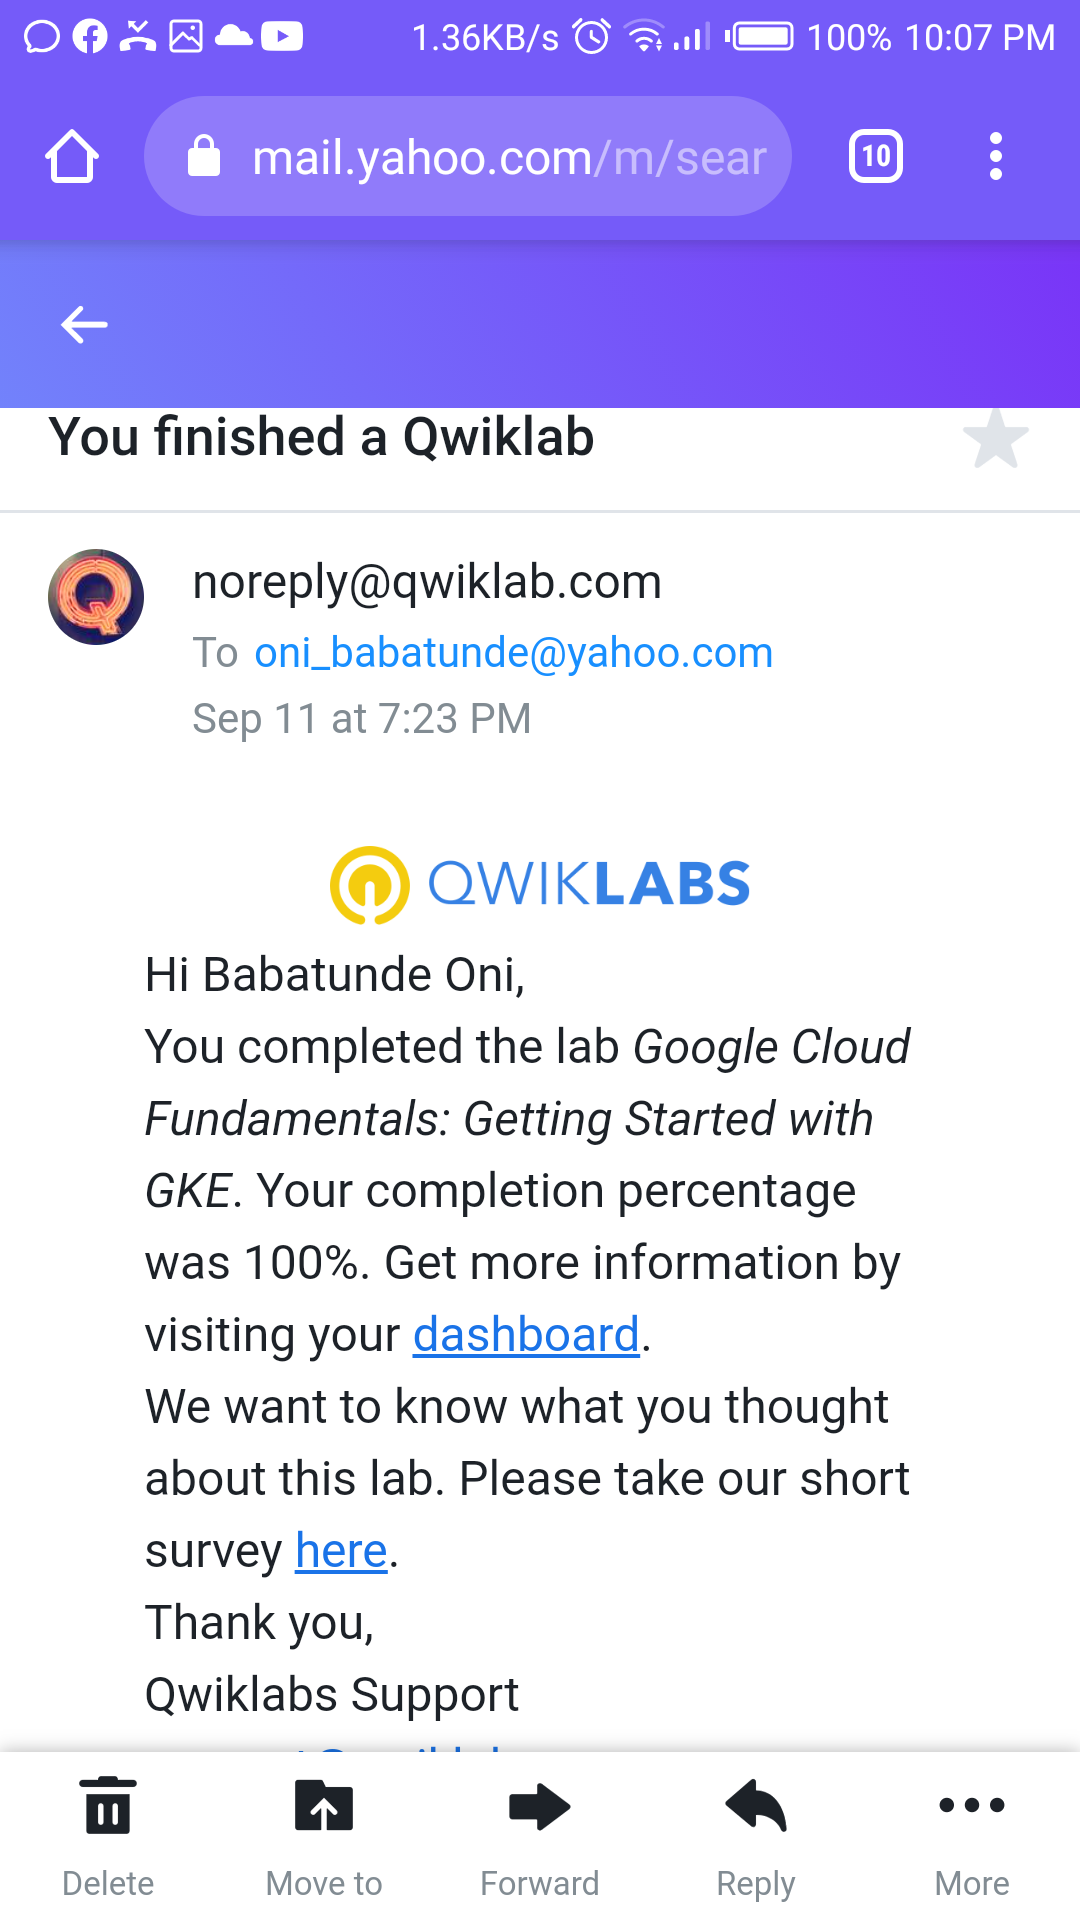 1.36KB/s 100% 10:07 PM
mail.yahoo.com/m/sear
10
You finished a Qwiklab
noreply@qwiklab.com
To oni_babatunde@yahoo.com
Sep 11 at 7:23 PM
QWIKLABS
Hi Babatunde Oni,
You completed the lab Google Cloud
Fundamentals: Getting Started with
GKE. Your completion percentage
was 100%. Get more information by
visiting your dashboard.
We want to know what you thought
about this lab. Please take our short
survey here.
Thank you,
Qwiklabs Support
Delete Move to Forward Reply More